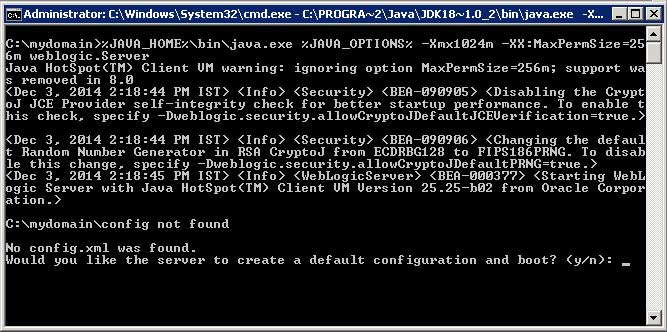 Administrator: C:\Windows\System32\cmd.exe - C:\PROGRA~2\Java\JDK18~1.0_2\bin\java.exe -X...
C:\mydomain>%JAVA_HOME%\bin\java.exe %JAVA_OPTIONS% -Xmx1024m -XX:MaxPermSize=25
6m weblogic.Server
Java HotSpot(TM) Client VM warning: ignoring option MaxPermSize=256m; support wa
s removed in 8.0
<Dec 3, 2014 2:18:44 PM IST> <Info> <Security> <BEA-090905> <Disabling the Crypt
oJ JCE Provider self-integrity check for better startup performance. To enable t
his check, specify -Dweblogic.security.allowCryptoJDefaultJCEVerification=true.>
<Dec 3, 2014 2:18:44 PM IST> <Info> <Security> <BEA-090906> <Changing the defaul
t Random Number Generator in RSA CryptoJ from ECDRBG128 to FIPS186PRNG. To disab
le this change, specify -Dweblogic.security.allowCryptoJDefaultPRNG=true.>
<Dec 3, 2014 2:18:45 PM IST> <Info> <WebLogicServer> <BEA-000377> <Starting WebL
ogic Server with Java HotSpot(TM) Client VM Version 25.25-b02 from Oracle Corpor
ation.>
C:\mydomain\config not found
No config.xml was found.
Would you like the server to create a default configuration and boot? (y/n): _